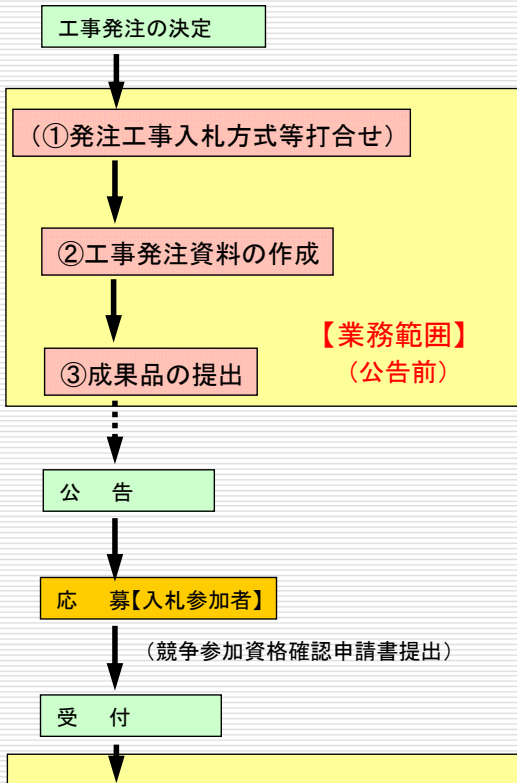 工事発注の決定
(①発注工事入札方式等打合せ)
②工事発注資料の作成
【業務範囲】
(公告前)
③成果品の提出
公　告
応　募【入札参加者】
(競争参加資格確認申請書提出)
受　付